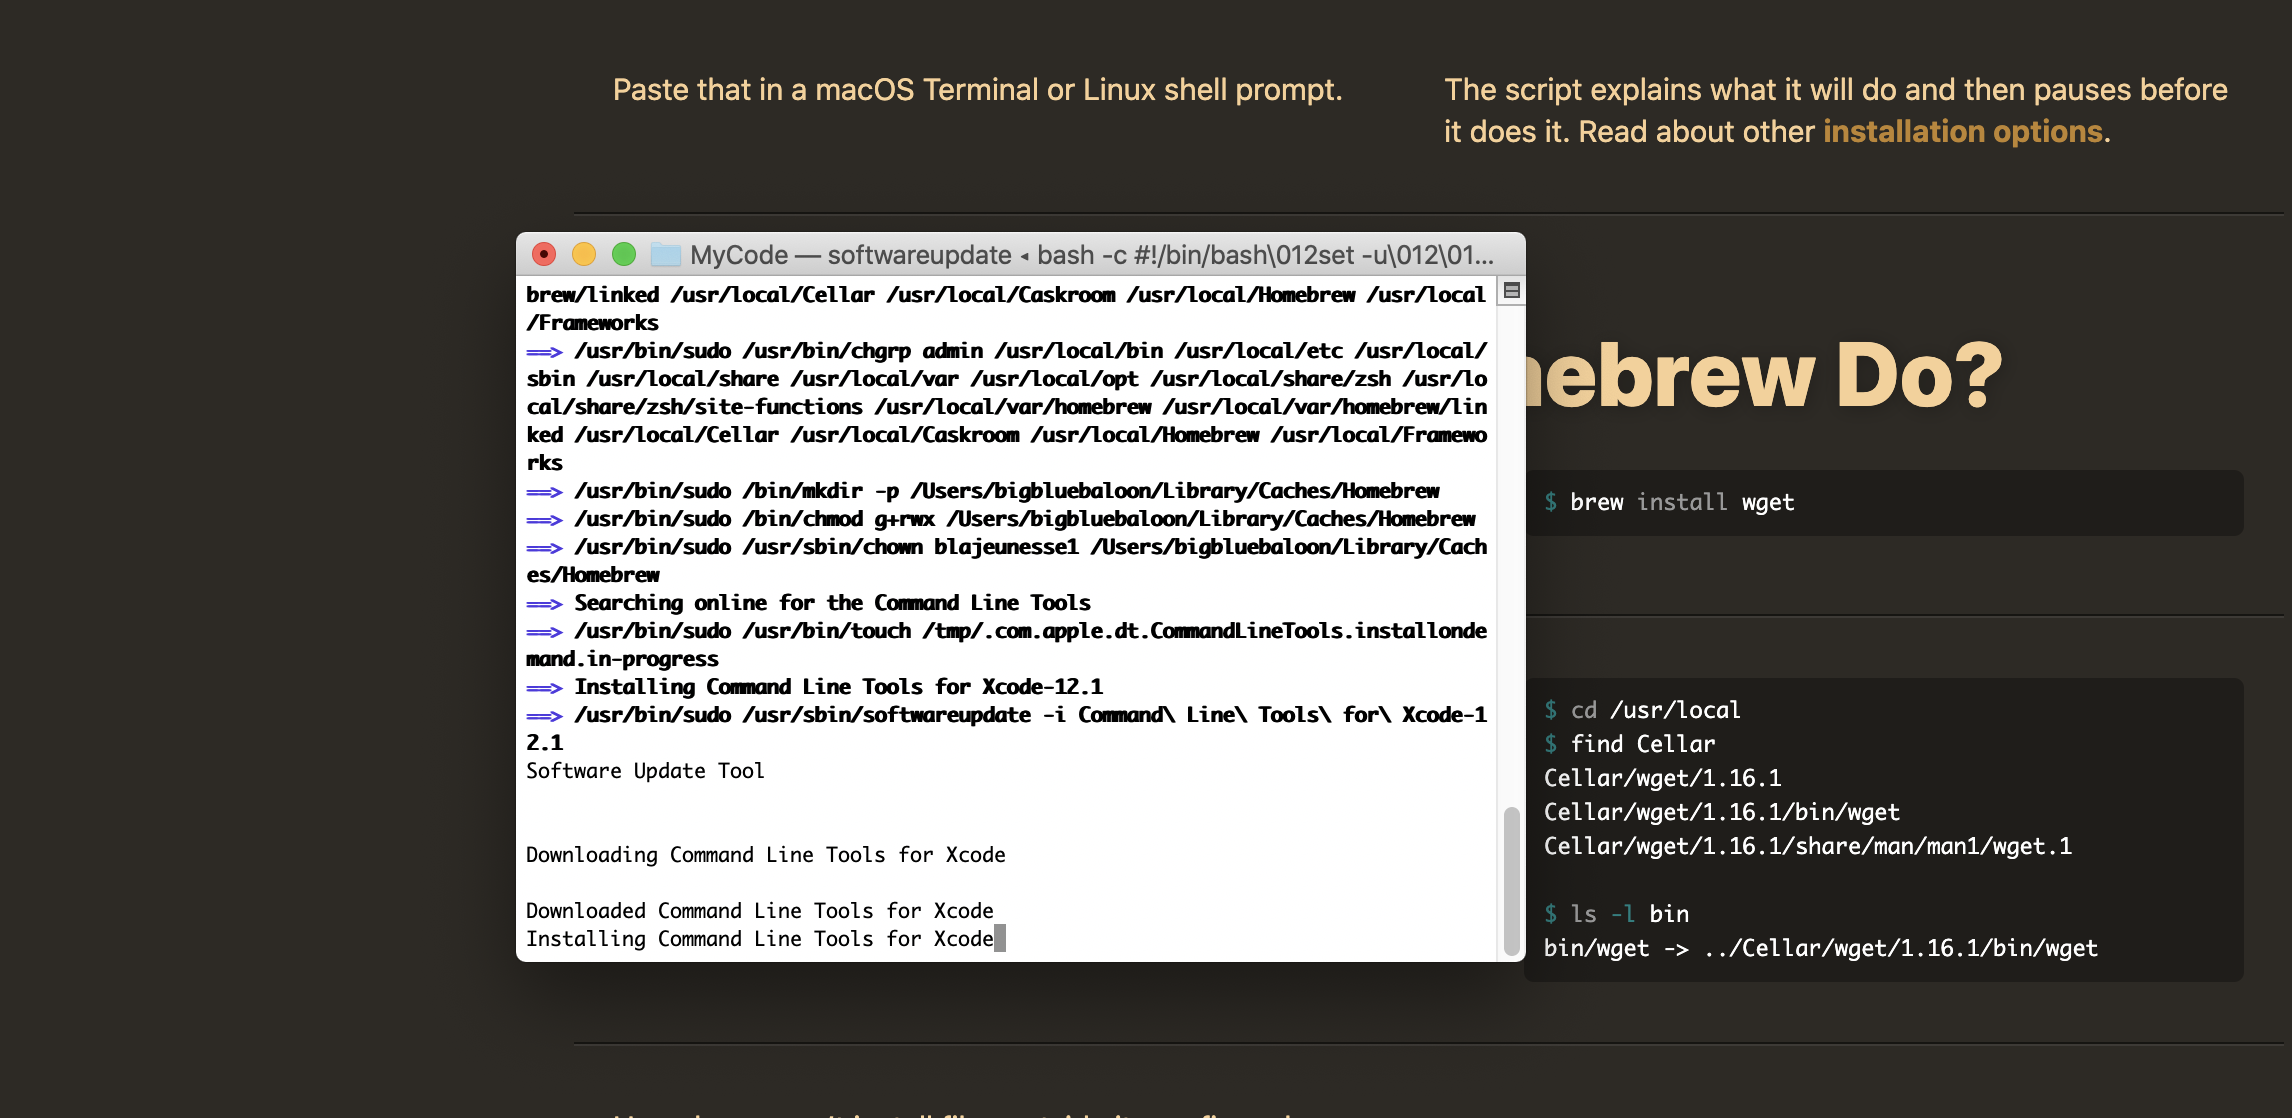 Paste that in a macOS Terminal or Linux shell prompt.
The script explains what it will do and then pauses before
it does it. Read about other installation options.
MyCode — softwareupdate ◂ bash -c #!/bin/bash\012set -u\012\01...
brew/linked /usr/local/Cellar /usr/local/Caskroom /usr/local/Homebrew /usr/local
/Frameworks
==> /usr/bin/sudo /usr/bin/chgrp admin /usr/local/bin /usr/local/etc /usr/local/
sbin /usr/local/share /usr/local/var /usr/local/opt /usr/local/share/zsh /usr/lo
cal/share/zsh/site-functions /usr/local/var/homebrew /usr/local/var/homebrew/lin
ked /usr/local/Cellar /usr/local/Caskroom /usr/local/Homebrew /usr/local/Framewo
rks
==> /usr/bin/sudo /bin/mkdir -p /Users/bigbluebaloon/Library/Caches/Homebrew
==> /usr/bin/sudo /bin/chmod g+rwx /Users/bigbluebaloon/Library/Caches/Homebrew
==> /usr/bin/sudo /usr/sbin/chown blajeunesse1 /Users/bigbluebaloon/Library/Cach
es/Homebrew
==> Searching online for the Command Line Tools
==> /usr/bin/sudo /usr/bin/touch /tmp/.com.apple.dt.CommandLineTools.installonde
mand.in-progress
==> Installing Command Line Tools for Xcode-12.1
==> /usr/bin/sudo /usr/sbin/softwareupdate -i Command\ Line\ Tools\ for\ Xcode-1
2.1
Software Update Tool
Downloading Command Line Tools for Xcode
Downloaded Command Line Tools for Xcode
Installing Command Line Tools for Xcode
mebrew Do?
$ brew install wget
$ cd /usr/local
$ find Cellar
Cellar/wget/1.16.1
Cellar/wget/1.16.1/bin/wget
Cellar/wget/1.16.1/share/man/man1/wget.1
$ ls -l bin
bin/wget -> ../Cellar/wget/1.16.1/bin/wget